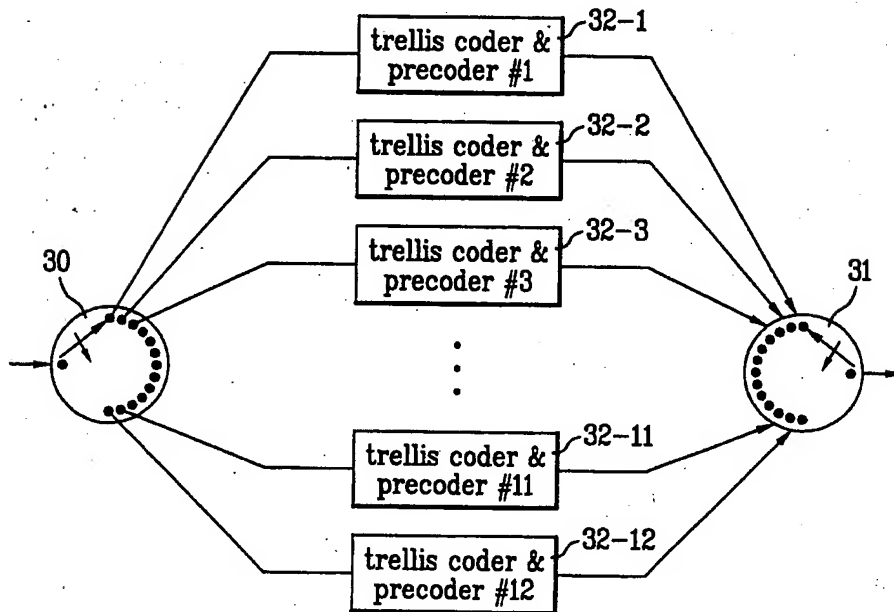 32-1
trellis coder &
precoder #1
32-2
trellis coder &
precoder #2
32-3
trellis coder &
precoder #3
30
31
32-11
trellis coder &
precoder #11
32-12
trellis coder &
precoder #12